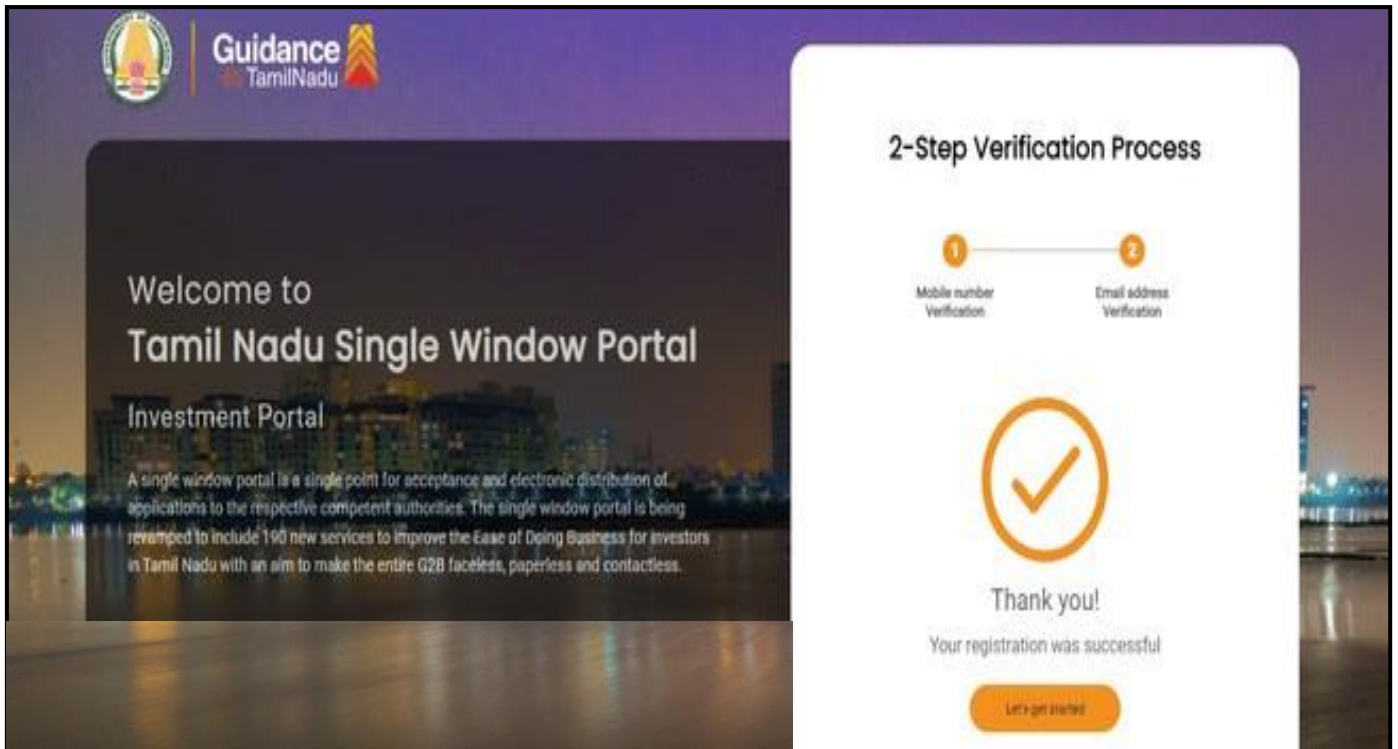 Guidance
TamilNadu
Welcome to
Tamil Nadu Single Window Portal
Investment Portal
A single window portal is a single point for acceptance and electronic distribution of
applications to the respective competent authorities. The single window portal is being
revamped to include 190 new services to improve the Ease of Doing Business for investors
in Tamil Nadu with an aim to make the entire G2B faceless, paperless and contactless.
2-Step Verification Process
1
2
Mobile number
Verification
Email address
Verification
Thank you!
Your registration was successful
Let's get started